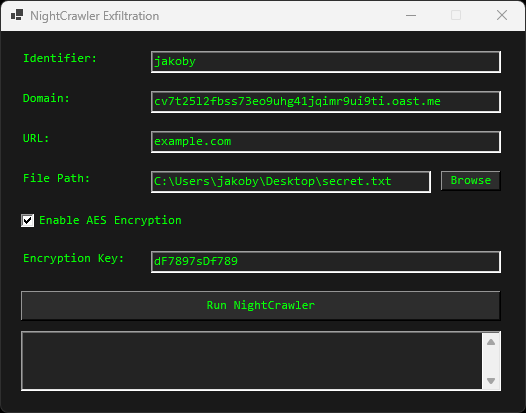 NightCrawler Exfiltration
Identifier: jakoby
Domain: cv7t25l2fbss73eo9uhg41jqimr9ui9ti.oast.me
URL: example.com
File Path: C:\Users\jakoby\Desktop\secret.txt Browse
Enable AES Encryption
Encryption Key: dF7897sDf789
Run NightCrawler